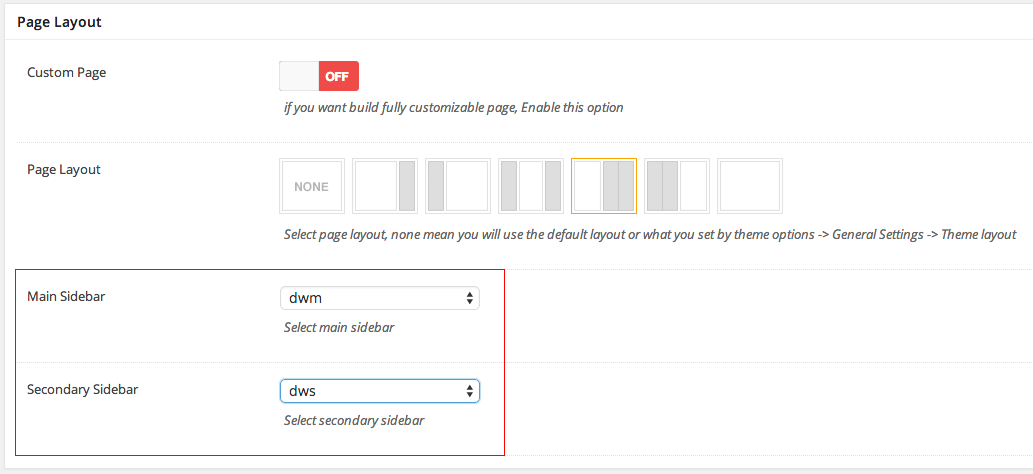 Page Layout
Custom Page
OFF
if you want build fully customizable page, Enable this option
Page Layout
NONE
Select page layout, none mean you will use the default layout or what you set by theme options -> General Settings -> Theme layout
Main Sidebar
dwm
Select main sidebar
Secondary Sidebar
dws
Select secondary sidebar